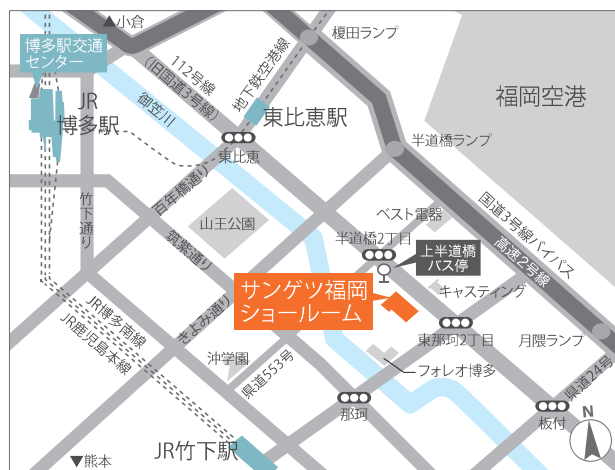 ▲小倉
榎田ランプ
博多駅交通
センター
112号線
(旧国道3号線)
地下鉄空港線
福岡空港
JR
博多駅
御笠川
東比恵駅
半道橋ランプ
東比恵
百年橋通り
竹下通り
山王公園
筑紫通り
ベスト電器
国道3号線バイパス
高速2号線
半道橋2丁目
上半道橋
バス停
サンゲツ福岡
ショールーム
キャスティング
JR博多南線
JR鹿児島本線
きよみ通り
東那珂2丁目
月隈ランプ
沖学園
県道553号
フォレオ博多
県道24号
那珂
板付
N
JR竹下駅
▼熊本